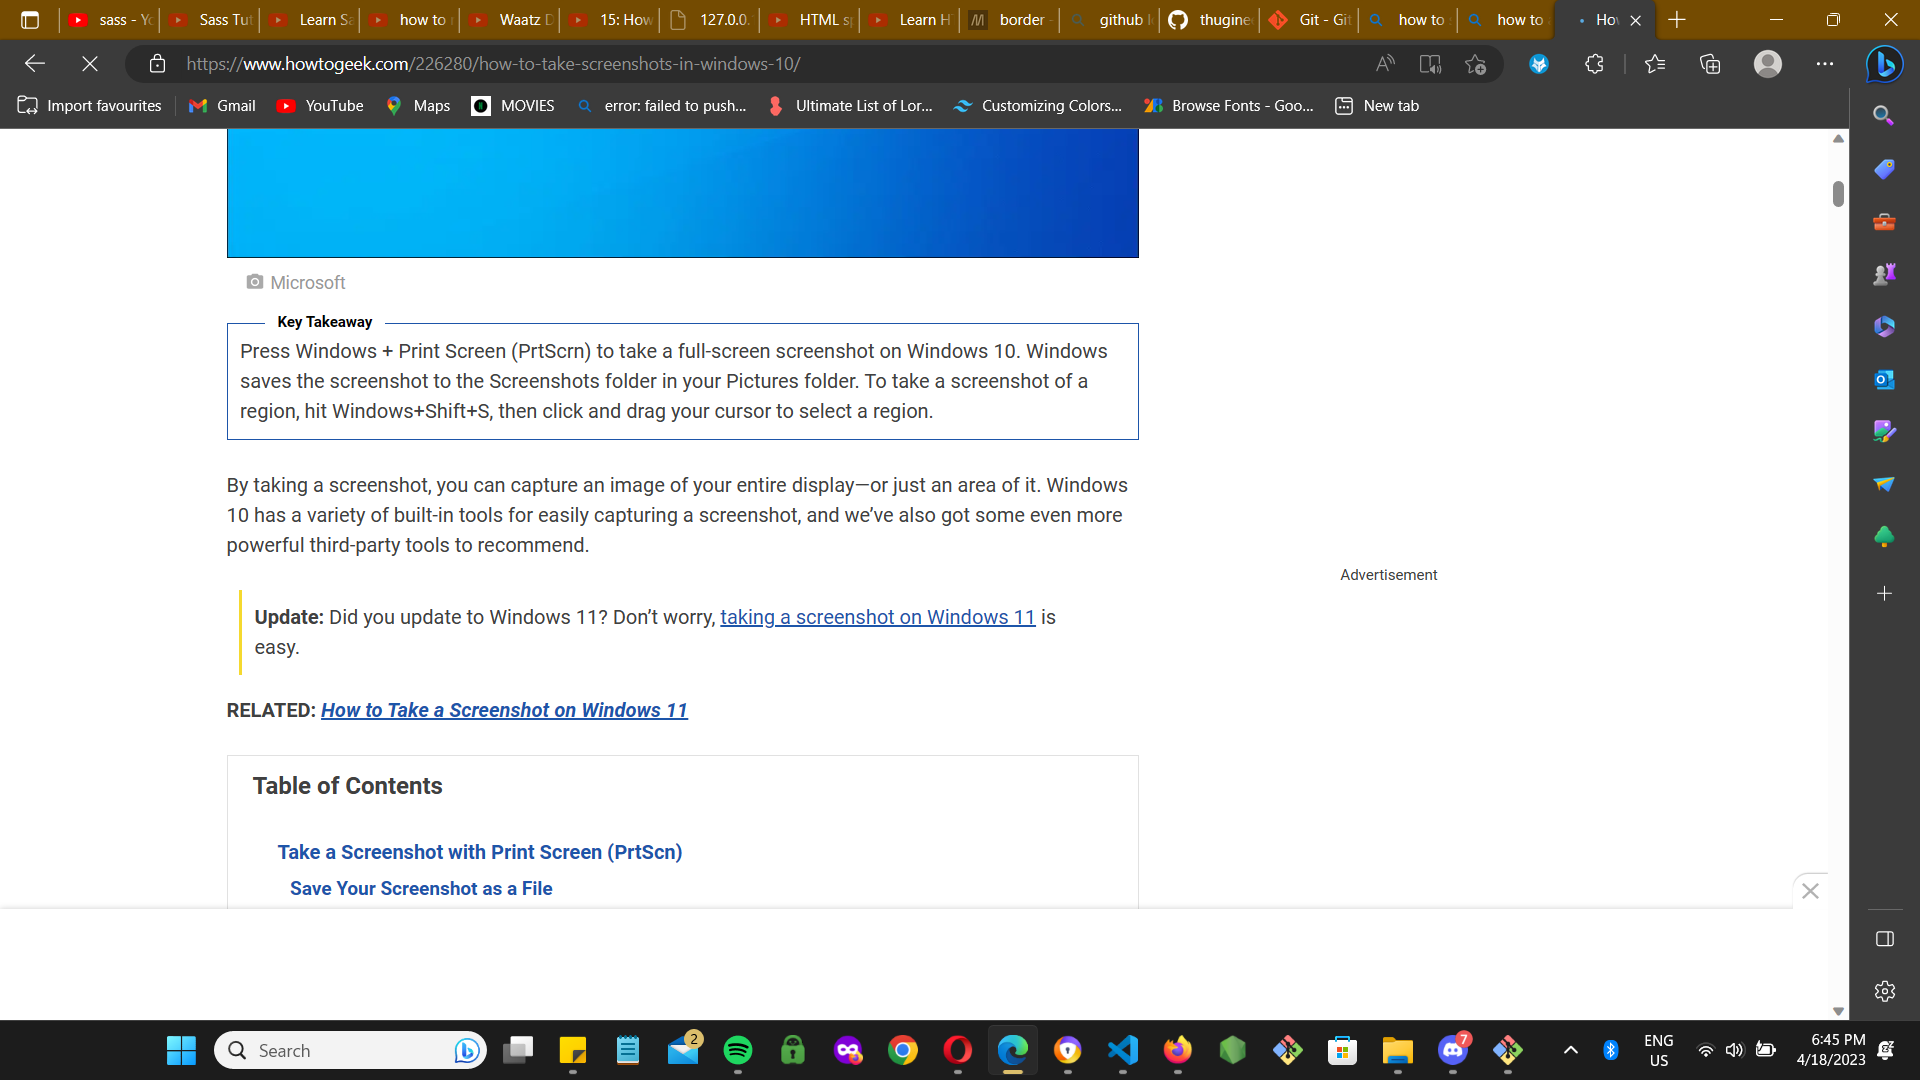 sass - Yo
Sass Tut
Learn Sa
how to r
Waatz D
15: How
127.0.0.
HTML sp
Learn H
border -
github l
thuginee
Git - Git
how to
how to
How
https://www.howtogeek.com/226280/how-to-take-screenshots-in-windows-10/
Import favourites
Gmail
YouTube
Maps
MOVIES
error: failed to push...
Ultimate List of Lor...
Customizing Colors...
Browse Fonts - Goo...
New tab
Microsoft
Key Takeaway
Press Windows + Print Screen (PrtScrn) to take a full-screen screenshot on Windows 10. Windows
saves the screenshot to the Screenshots folder in your Pictures folder. To take a screenshot of a
region, hit Windows+Shift+S, then click and drag your cursor to select a region.
By taking a screenshot, you can capture an image of your entire display—or just an area of it. Windows
10 has a variety of built-in tools for easily capturing a screenshot, and we’ve also got some even more
powerful third-party tools to recommend.
Advertisement
Update: Did you update to Windows 11? Don’t worry, taking a screenshot on Windows 11 is
easy.
RELATED: How to Take a Screenshot on Windows 11
Table of Contents
Take a Screenshot with Print Screen (PrtScn)
Save Your Screenshot as a File
Search
2
7
ENG
US
6:45 PM
4/18/2023